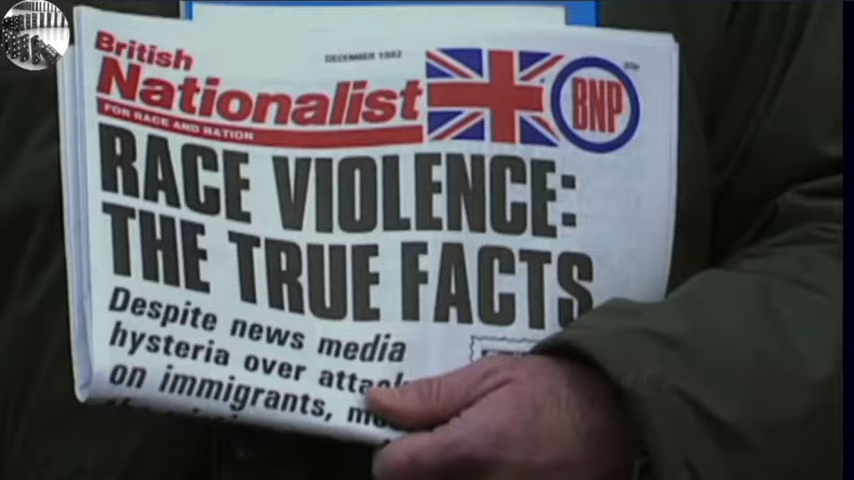 DECEMBER 1992
British
Nationalist
BNP
FOR RACE AND NATION
RACE VIOLENCE:
THE TRUE FACTS
Despite news media
hysteria over
on immigrants,